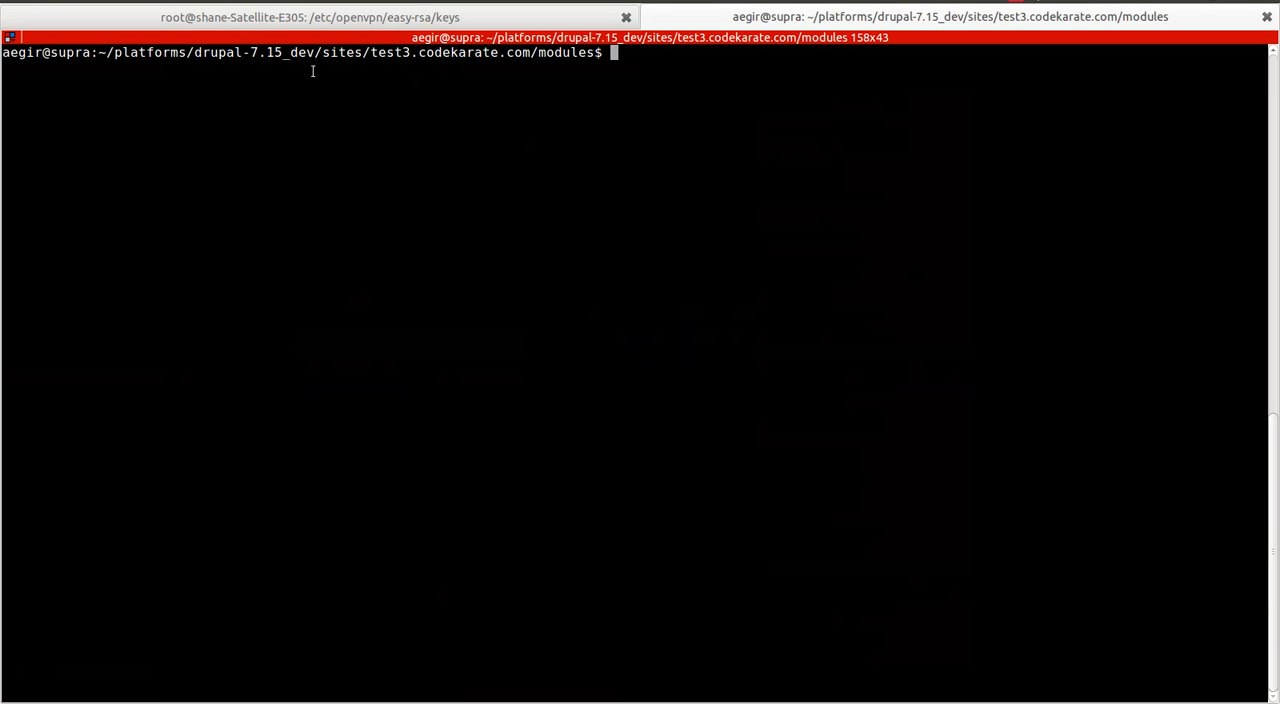 root@shane-Satellite-E305: /etc/openvpn/easy-rsa/keys
aegir@supra: ~/platforms/drupal-7.15_dev/sites/test3.codekarate.com/modules
aegir@supra: ~/platforms/drupal-7.15_dev/sites/test3.codekarate.com/modules 158x43
aegir@supra:~/platforms/drupal-7.15_dev/sites/test3.codekarate.com/modules$